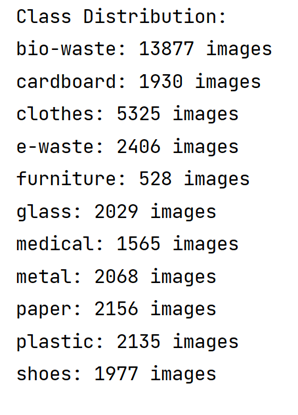 Class Distribution:
bio-waste: 13877 images
cardboard: 1930 images
clothes: 5325 images
e-waste: 2406 images
furniture: 528 images
glass: 2029 images
medical: 1565 images
metal: 2068 images
paper: 2156 images
plastic: 2135 images
shoes: 1977 images